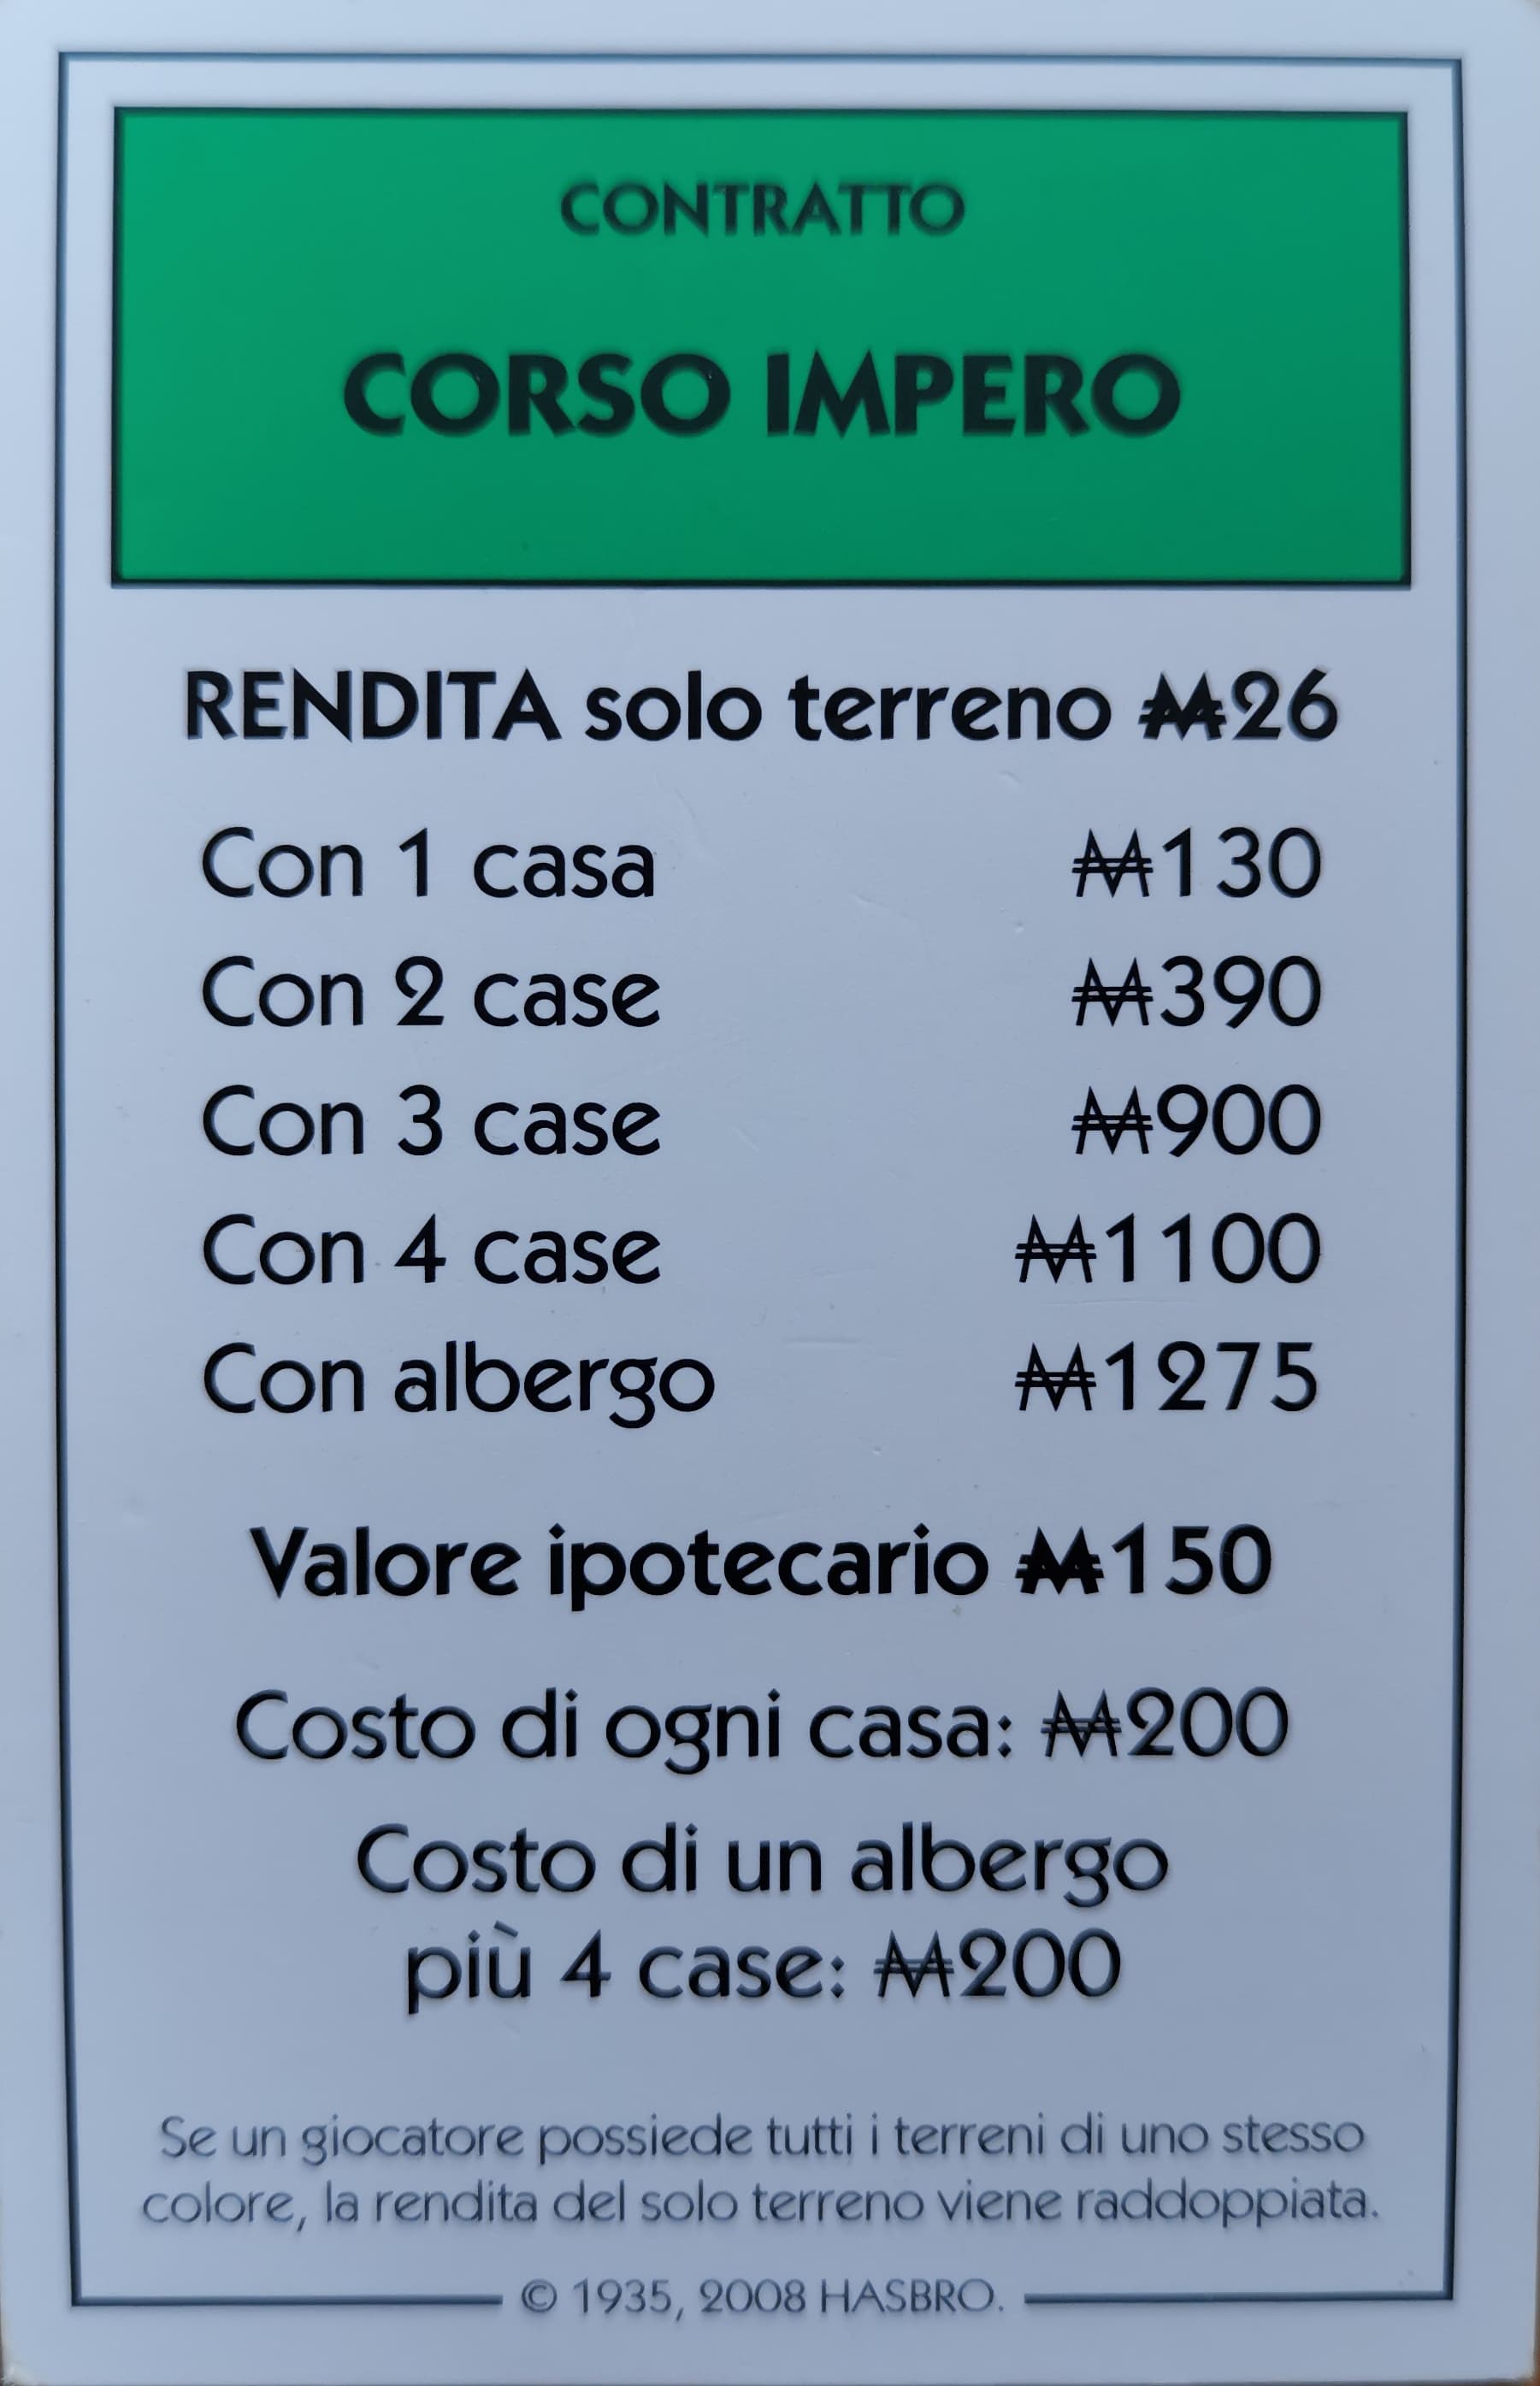 CONTRATTO
CORSO IMPERO
RENDITA solo terreno ₩26
Con 1 casa ₩130
Con 2 case ₩390
Con 3 case ₩900
Con 4 case ₩1100
Con albergo ₩1275
Valore ipotecario ₩150
Costo di ogni casa: ₩200
Costo di un albergo
più 4 case: ₩200
Se un giocatore possiede tutti i terreni di uno stesso
colore, la rendita del solo terreno viene raddoppiata.
© 1935, 2008 HASBRO.